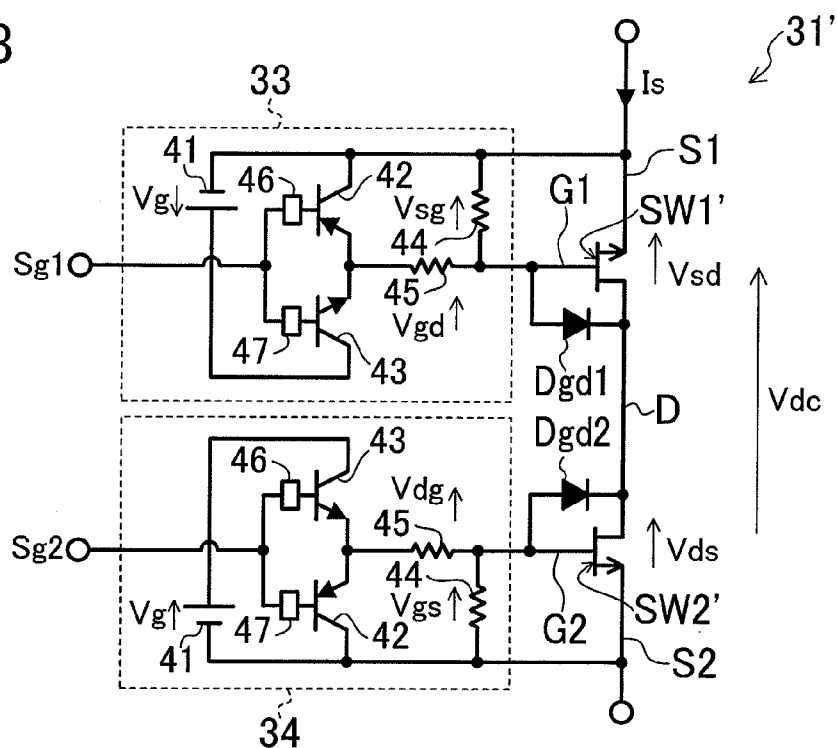 3
31'
Is
33
41
46
42
S1
Vg↓
Vsg↑
G1
SW1'
44
Sg1
↑Vsd
45
Vgd↑
47
43
Dgd1
Vdc
D
Dgd2
43
46
Vdg↑
45
Sg2
↑Vds
44
Vg↑
Vgs↑
47
42
G2
SW2'
41
S2
34